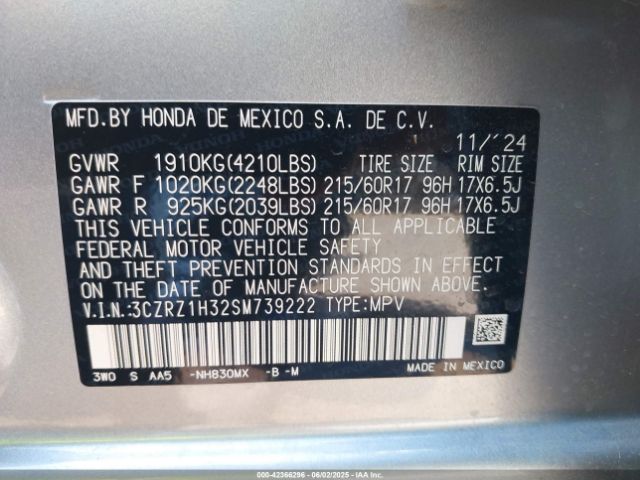 MFD.BY HONDA DE MEXICO S.A. DE C.V.
11/´24
GVWR 1910KG(4210LBS) TIRE SIZE RIM SIZE
GAWR F 1020KG(2248LBS) 215/60R17 96H 17X6.5J
GAWR R 925KG(2039LBS) 215/60R17 96H 17X6.5J
THIS VEHICLE CONFORMS TO ALL APPLICABLE
FEDERAL MOTOR VEHICLE SAFETY
AND THEFT PREVENTION STANDARDS IN EFFECT
ON THE DATE OF MANUFACTURE SHOWN ABOVE.
V.I.N.:3CZRZ1H32SM739222 TYPE:MPV
3W0 S AA5 -NH830MX -B -M
MADE IN MEXICO
000-42366296 - 06/02/2025 - IAAI.COM